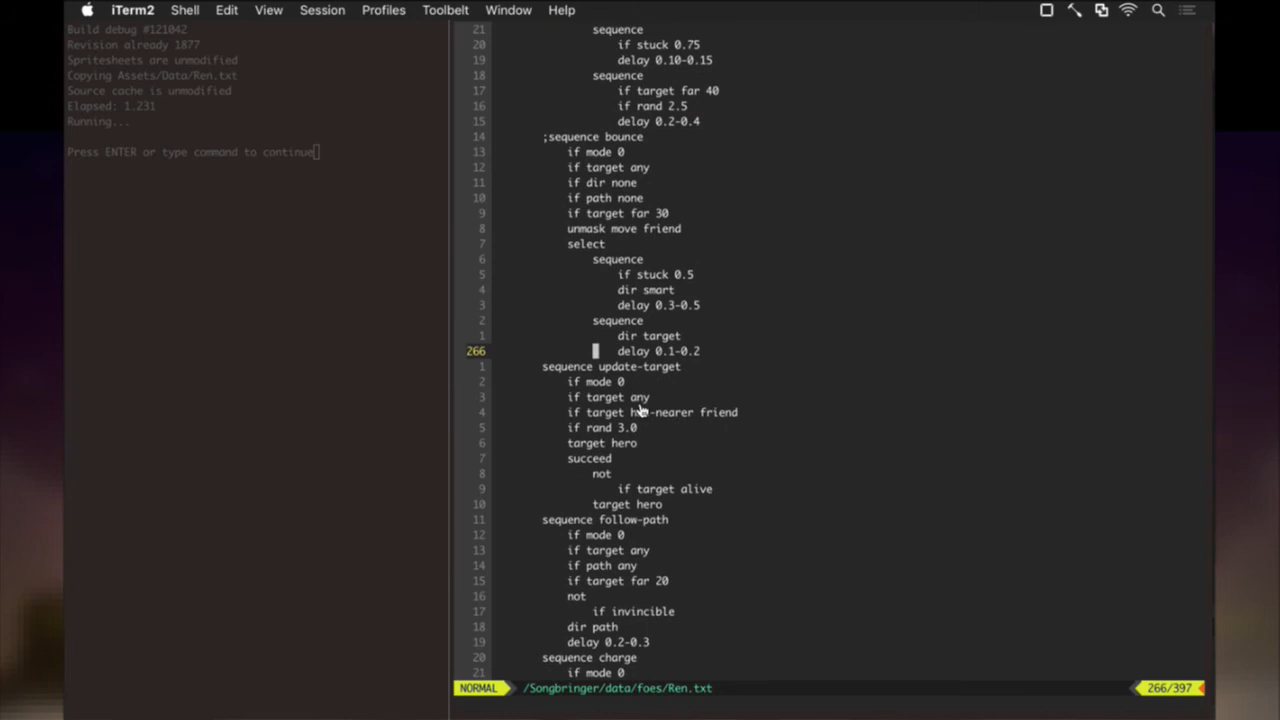 iTerm2 Shell Edit View Session Profiles Toolbelt Window Help
Build debug #121042
Revision already 1877
Spritesheets are unmodified
Copying Assets/Data/Ren.txt
Source cache is unmodified
Elapsed: 1.231
Running...
Press ENTER or type command to continue
21 sequence
20 if stuck 0.75
19 delay 0.10-0.15
18 sequence
17 if target far 40
16 if rand 2.5
15 delay 0.2-0.4
14 ;sequence bounce
13 if mode 0
12 if target any
11 if dir none
10 if path none
9 if target far 30
8 unmask move friend
7 select
6 sequence
5 if stuck 0.5
4 dir smart
3 delay 0.3-0.5
2 sequence
1 dir target
266 delay 0.1-0.2
1 sequence update-target
2 if mode 0
3 if target any
4 if target friend
5 if rand 3.0
6 target hero
7 succeed
8 not
9 if target alive
10 target hero
11 sequence follow-path
12 if mode 0
13 if target any
14 if path any
15 if target far 20
16 not
17 if invincible
18 dir path
19 delay 0.2-0.3
20 sequence charge
21 if mode 0
NORMAL /Songbringer/data/foes/Ren.txt 266/397